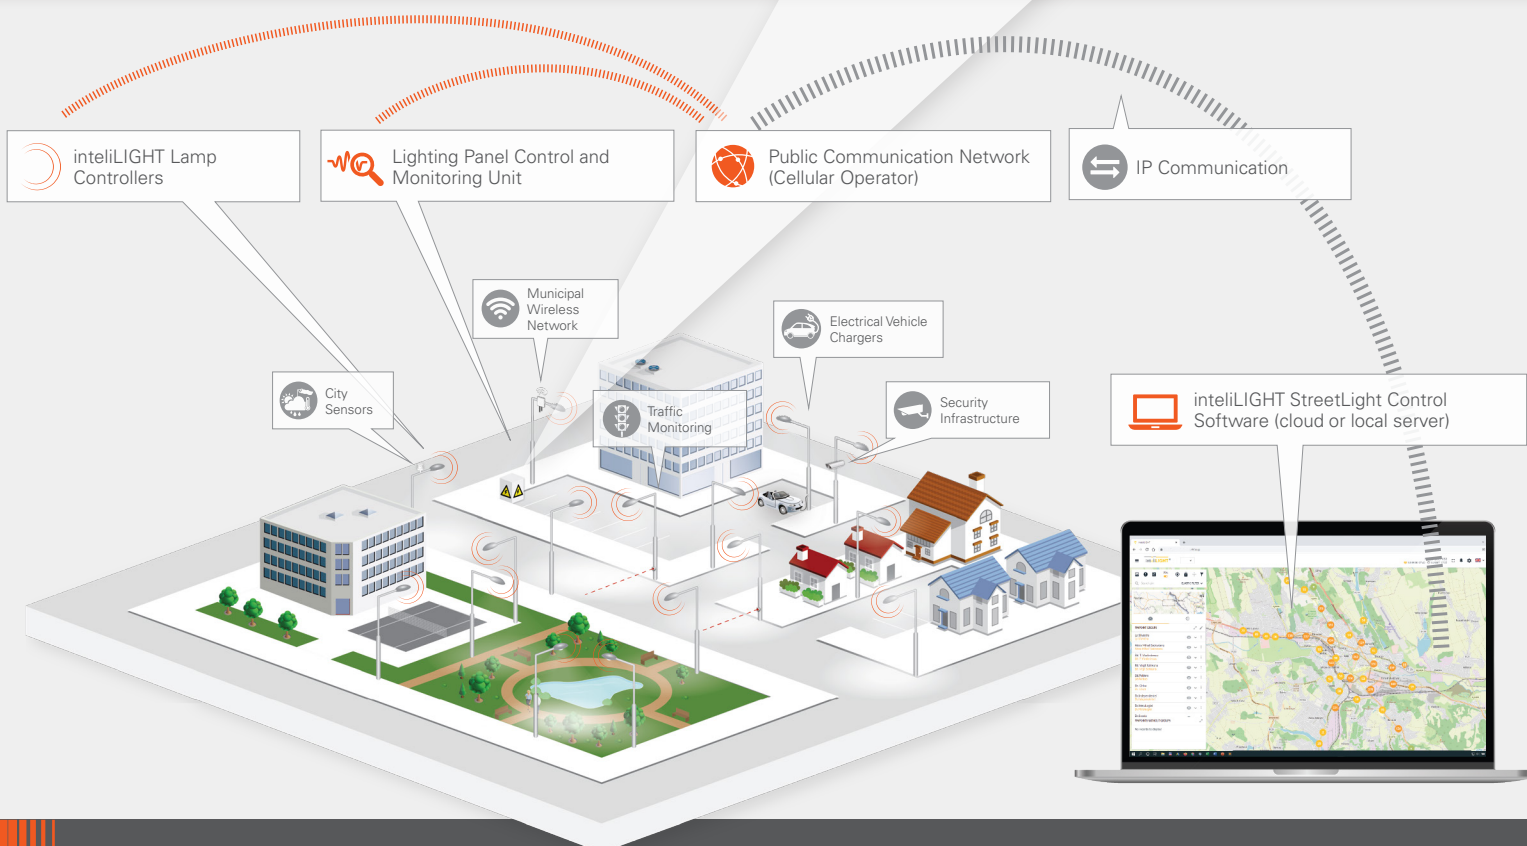 inteliLIGHT Lamp
Controllers
Lighting Panel Control and
Monitoring Unit
Public Communication Network
(Cellular Operator)
IP Communication
Municipal
Wireless
Network
Electrical Vehicle
Chargers
City
Sensors
Traffic
Monitoring
Security
Infrastructure
inteliLIGHT StreetLight Control
Software (cloud or local server)